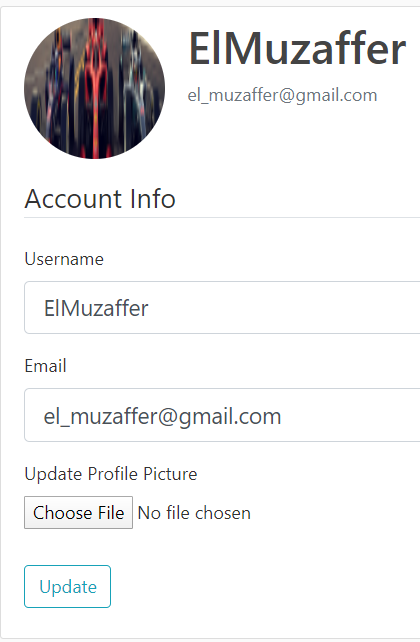 ElMuzaffer
el_muzaffer@gmail.com
Account Info
Username
ElMuzaffer
Email
el_muzaffer@gmail.com
Update Profile Picture
Choose File No file chosen
Update